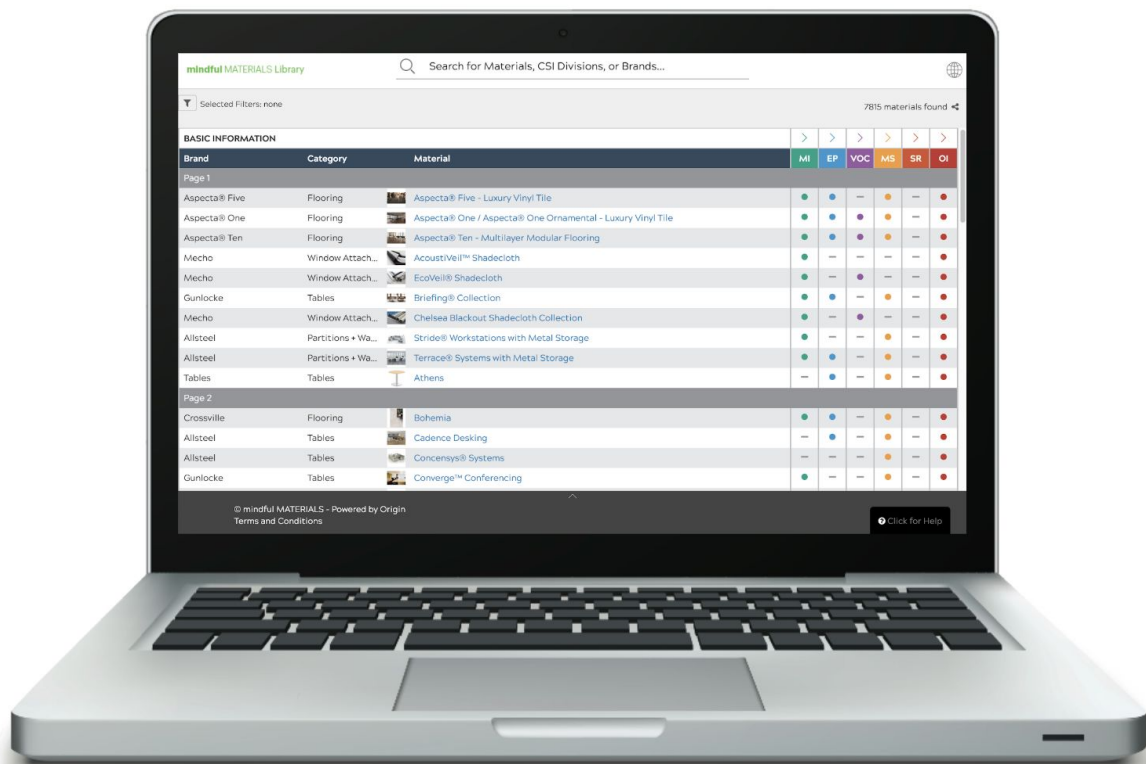 mindful MATERIALS Library
Search for Materials, CSI Divisions, or Brands...
Selected Filters: none
7815 materials found
BASIC INFORMATION
Brand Category Material MI EP VOC MS SR OI
Page 1
Aspecta® Five Flooring Aspecta® Five - Luxury Vinyl Tile
Aspecta® One Flooring Aspecta® One / Aspecta® One Ornamental - Luxury Vinyl Tile
Aspecta® Ten Flooring Aspecta® Ten - Multilayer Modular Flooring
Mecho Window Attach... AcoustiVeil™ Shadecloth
Mecho Window Attach... EcoVeil® Shadecloth
Gunlocke Tables Briefing® Collection
Mecho Window Attach... Chelsea Blackout Shadecloth Collection
Allsteel Partitions + Wa... Stride® Workstations with Metal Storage
Allsteel Partitions + Wa... Terrace® Systems with Metal Storage
Tables Tables Athens
Page 2
Crossville Flooring Bohemia
Allsteel Tables Cadence Desking
Allsteel Tables Concensys® Systems
Gunlocke Tables Converge™ Conferencing
© mindful MATERIALS - Powered by Origin
Terms and Conditions
Click for Help